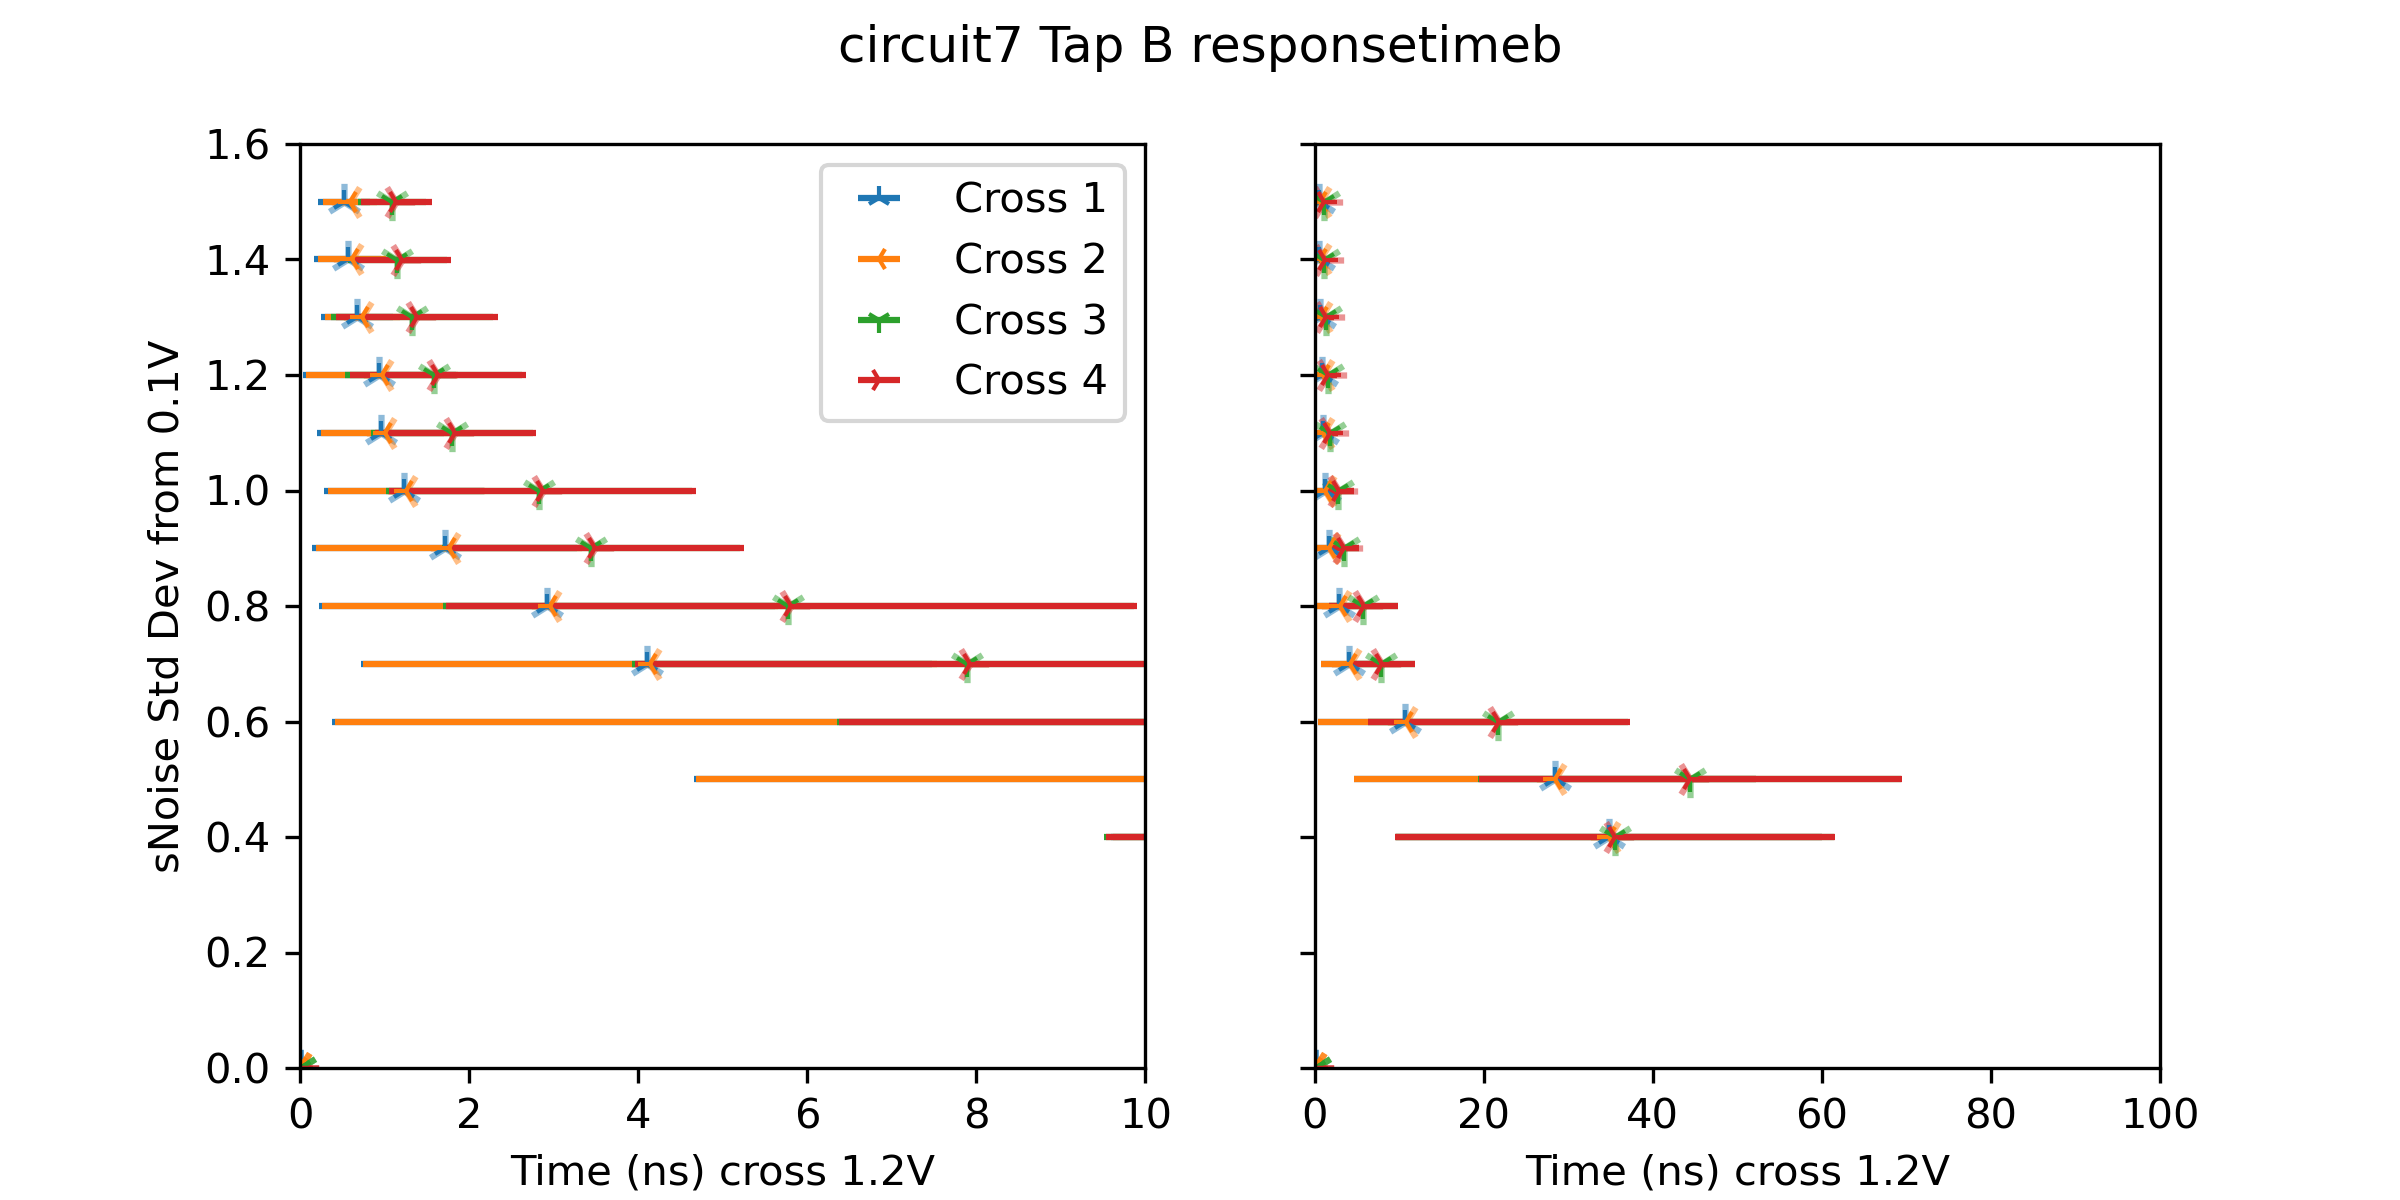 circuit7 Tap B responsetimeb
sNoise Std Dev from 0.1V
1.6
1.4
1.2
1.0
0.8
0.6
0.4
0.2
0.0
Cross 1
Cross 2
Cross 3
Cross 4
0 2 4 6 8 10
Time (ns) cross 1.2V
0 20 40 60 80 100
Time (ns) cross 1.2V